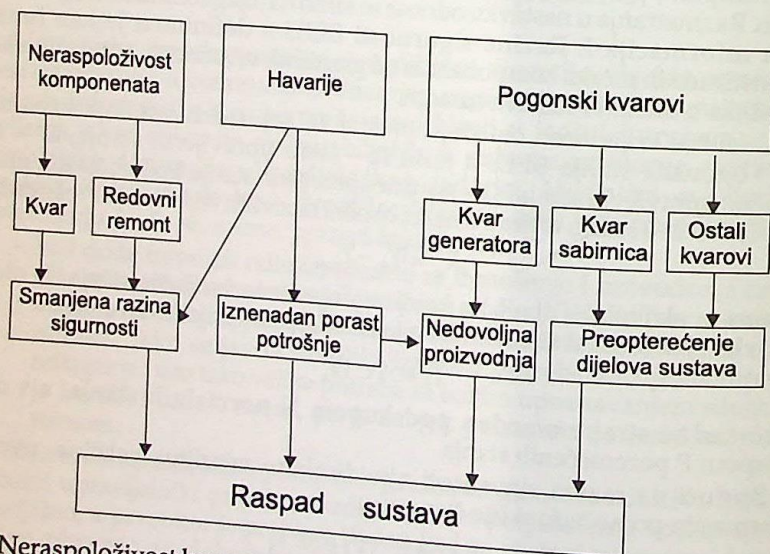 Neraspoloživost
komponenata
Havarije
Pogonski kvarovi
Kvar
Redovni
remont
Kvar
generatora
Kvar
sabirnica
Ostali
kvarovi
Smanjena razina
sigurnosti
Iznenadan porast
potrošnje
Nedovoljna
proizvodnja
Preopterećenje
dijelova sustava
Raspad sustava
Neraspoloživost